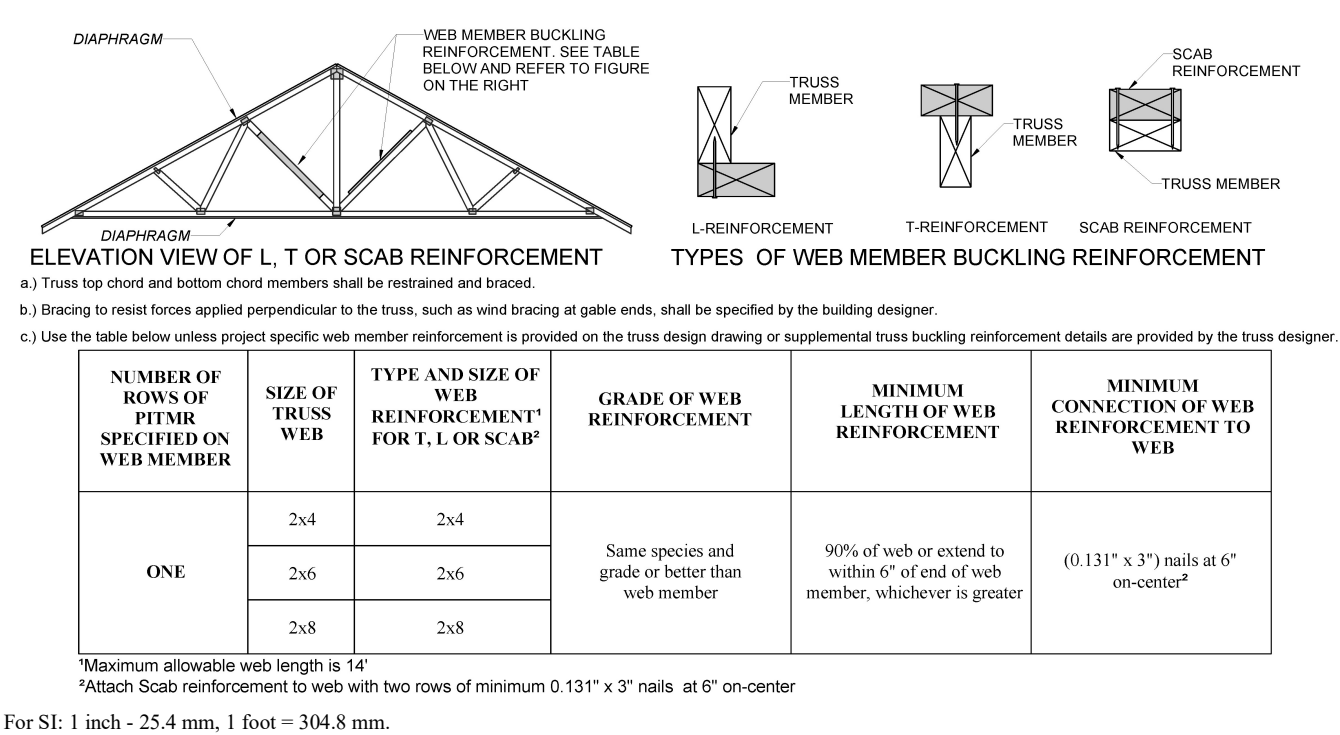 DIAPHRAGM
WEB MEMBER BUCKLING
REINFORCEMENT. SEE TABLE
BELOW AND REFER TO FIGURE
ON THE RIGHT
DIAPHRAGM
ELEVATION VIEW OF L, T OR SCAB REINFORCEMENT
TRUSS
MEMBER
L-REINFORCEMENT
TRUSS
MEMBER
T-REINFORCEMENT
SCAB
REINFORCEMENT
TRUSS MEMBER
SCAB REINFORCEMENT
TYPES OF WEB MEMBER BUCKLING REINFORCEMENT
a.) Truss top chord and bottom chord members shall be restrained and braced.
b.) Bracing to resist forces applied perpendicular to the truss, such as wind bracing at gable ends, shall be specified by the building designer.
c.) Use the table below unless project specific web member reinforcement is provided on the truss design drawing or supplemental truss buckling reinforcement details are provided by the truss designer.
NUMBER OF
ROWS OF
PITMR
SPECIFIED ON
WEB MEMBER
SIZE OF
TRUSS
WEB
TYPE AND SIZE OF
WEB
REINFORCEMENT¹
FOR T, L OR SCAB²
GRADE OF WEB
REINFORCEMENT
MINIMUM
LENGTH OF WEB
REINFORCEMENT
MINIMUM
CONNECTION OF WEB
REINFORCEMENT TO
WEB
ONE
2x4
2x4
2x6
2x6
2x8
2x8
Same species and
grade or better than
web member
90% of web or extend to
within 6" of end of web
member, whichever is greater
(0.131" x 3") nails at 6"
on-center²
¹Maximum allowable web length is 14'
²Attach Scab reinforcement to web with two rows of minimum 0.131" x 3" nails at 6" on-center
For SI: 1 inch - 25.4 mm, 1 foot = 304.8 mm.